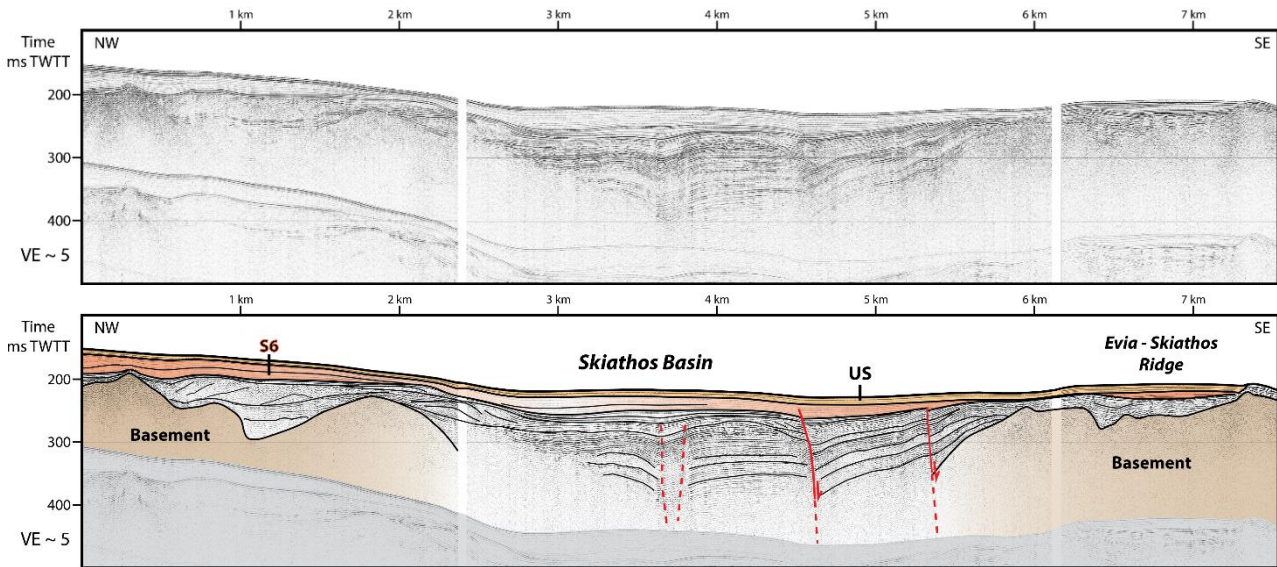 1 km 2 km 3 km 4 km 5 km 6 km 7 km
Time
ms TWTT
NW
SE
200
300
400
VE ~ 5
1 km 2 km 3 km 4 km 5 km 6 km 7 km
Time
ms TWTT
NW
SE
S6
Skiathos Basin
US
Evia - Skiathos
Ridge
200
Basement
Basement
300
400
VE ~ 5